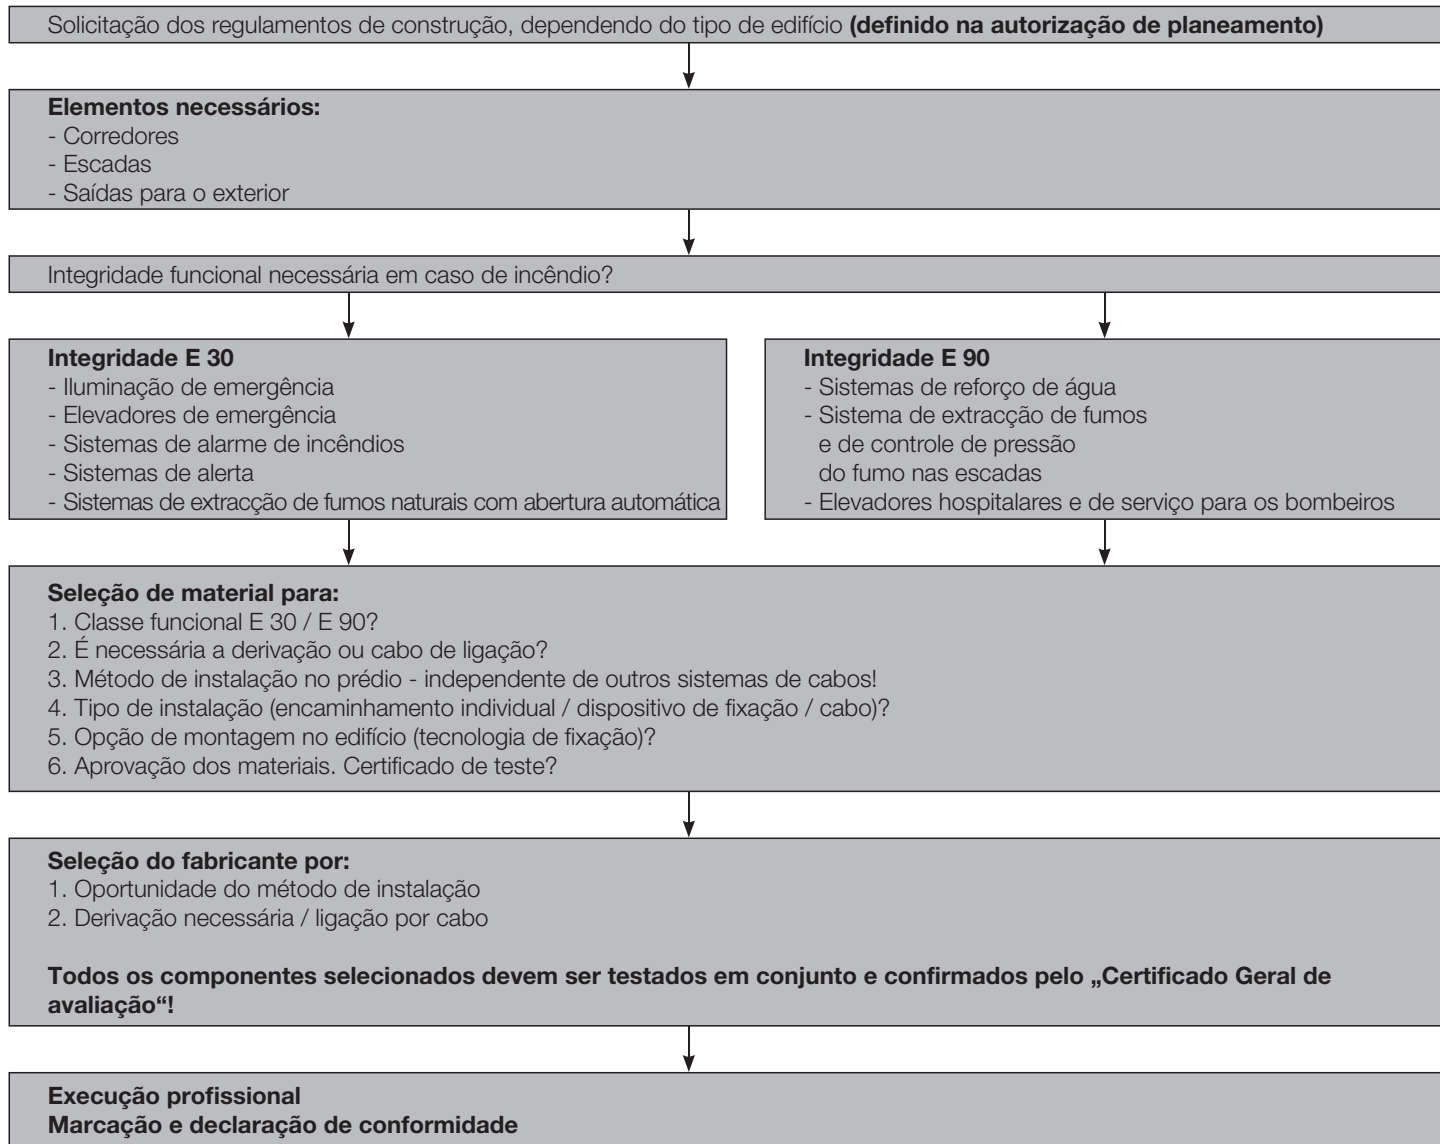 Solicitação dos regulamentos de construção, dependendo do tipo de edifício (definido na autorização de planeamento)
Elementos necessários:
- Corredores
- Escadas
- Saídas para o exterior
Integridade funcional necessária em caso de incêndio?
Integridade E 30
- Iluminação de emergência
- Elevadores de emergência
- Sistemas de alarme de incêndios
- Sistemas de alerta
- Sistemas de extracção de fumos naturais com abertura automática
Integridade E 90
- Sistemas de reforço de água
- Sistema de extracção de fumos
e de controle de pressão
do fumo nas escadas
- Elevadores hospitalares e de serviço para os bombeiros
Seleção de material para:
1. Classe funcional E 30 / E 90?
2. É necessária a derivação ou cabo de ligação?
3. Método de instalação no prédio - independente de outros sistemas de cabos!
4. Tipo de instalação (encaminhamento individual / dispositivo de fixação / cabo)?
5. Opção de montagem no edifício (tecnologia de fixação)?
6. Aprovação dos materiais. Certificado de teste?
Seleção do fabricante por:
1. Oportunidade do método de instalação
2. Derivação necessária / ligação por cabo
Todos os componentes selecionados devem ser testados em conjunto e confirmados pelo „Certificado Geral de
avaliação“!
Execução profissional
Marcação e declaração de conformidade